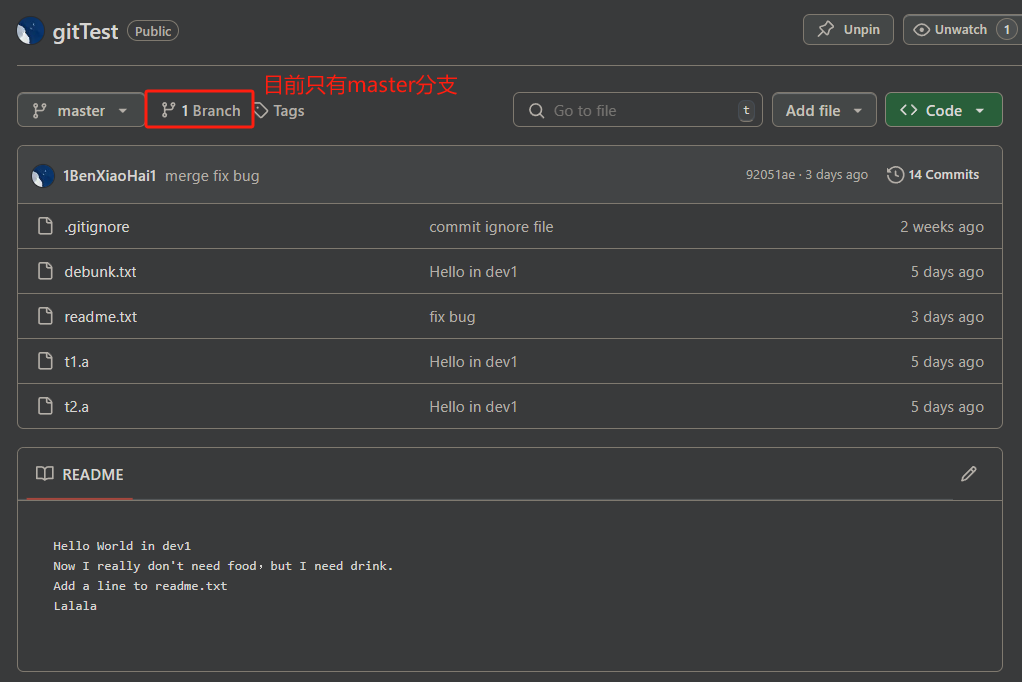 gitTest Public Unpin Unwatch 1
目前只有master分支
master 1 Branch Tags Go to file t Add file Code
1BenXiaoHai1 merge fix bug 92051ae · 3 days ago 14 Commits
.gitignore commit ignore file 2 weeks ago
debunk.txt Hello in dev1 5 days ago
readme.txt fix bug 3 days ago
t1.a Hello in dev1 5 days ago
t2.a Hello in dev1 5 days ago
README
Hello World in dev1
Now I really don't need food，but I need drink.
Add a line to readme.txt
Lalala